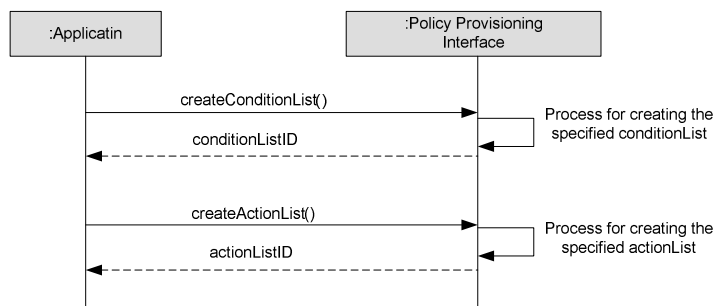 :Applicatin
:Policy Provisioning
Interface
createConditionList()
Process for creating the
specified conditionList
conditionListID
createActionList()
Process for creating the
specified actionList
actionListID